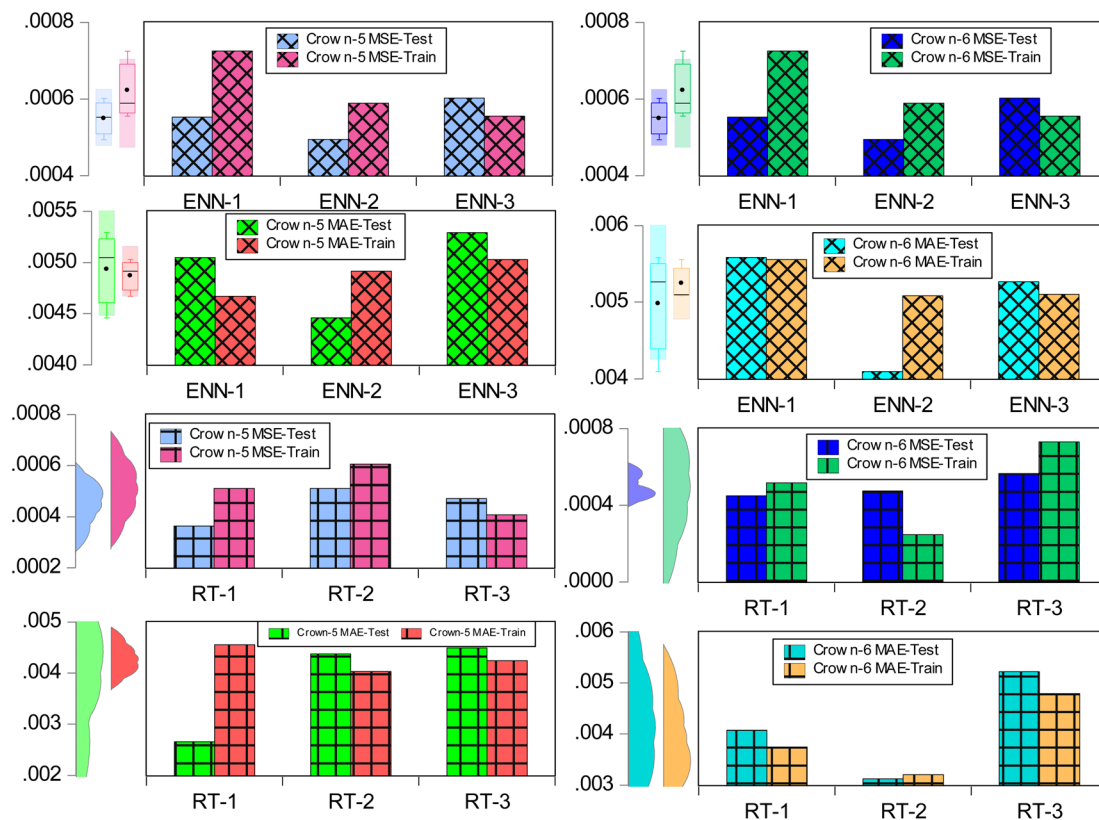 .0008
.0006
.0004
Crow n-5 MSE-Test
Crow n-5 MSE-Train
ENN-1 ENN-2 ENN-3
.0008
.0006
.0004
Crow n-6 MSE-Test
Crow n-6 MSE-Train
ENN-1 ENN-2 ENN-3
.0055
.0050
.0045
.0040
Crow n-5 MAE-Test
Crow n-5 MAE-Train
ENN-1 ENN-2 ENN-3
.006
.005
.004
Crow n-6 MAE-Test
Crow n-6 MAE-Train
ENN-1 ENN-2 ENN-3
.0008
.0006
.0004
.0002
Crow n-5 MSE-Test
Crow n-5 MSE-Train
RT-1 RT-2 RT-3
.0008
.0004
.0000
Crow n-6 MSE-Test
Crow n-6 MSE-Train
RT-1 RT-2 RT-3
.005
.004
.003
.002
Crown-5 MAE-Test Crown-5 MAE-Train
RT-1 RT-2 RT-3
.006
.005
.004
.003
Crow n-6 MAE-Test
Crow n-6 MAE-Train
RT-1 RT-2 RT-3